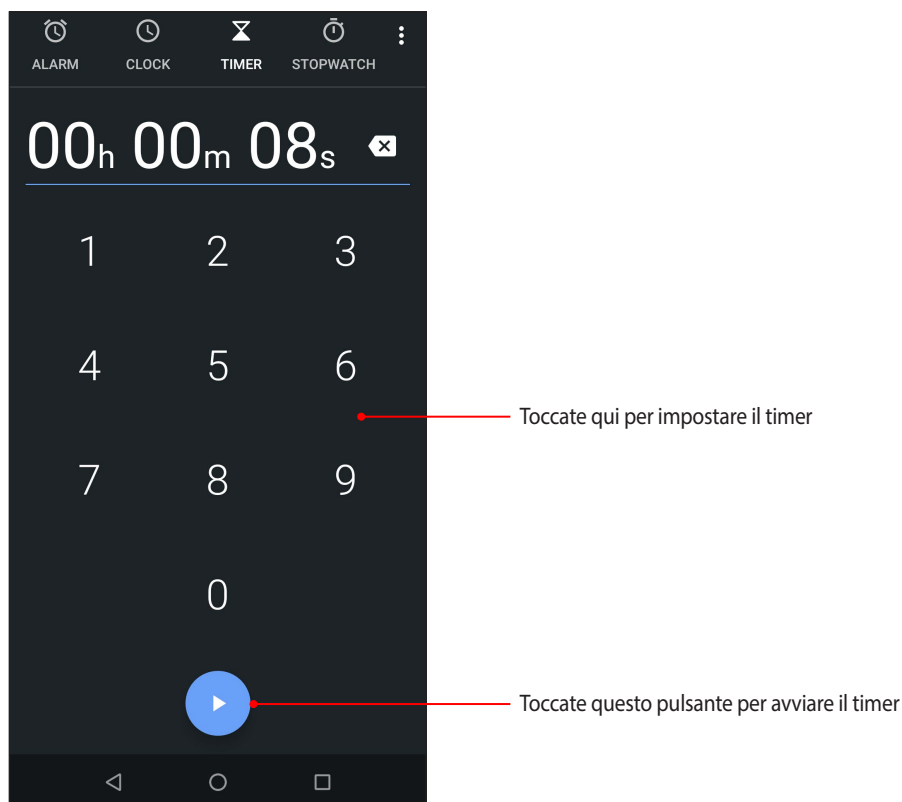 ALARM CLOCK TIMER STOPWATCH
00h 00m 08s
1 2 3
4 5 6
Toccate qui per impostare il timer
7 8 9
0
Toccate questo pulsante per avviare il timer